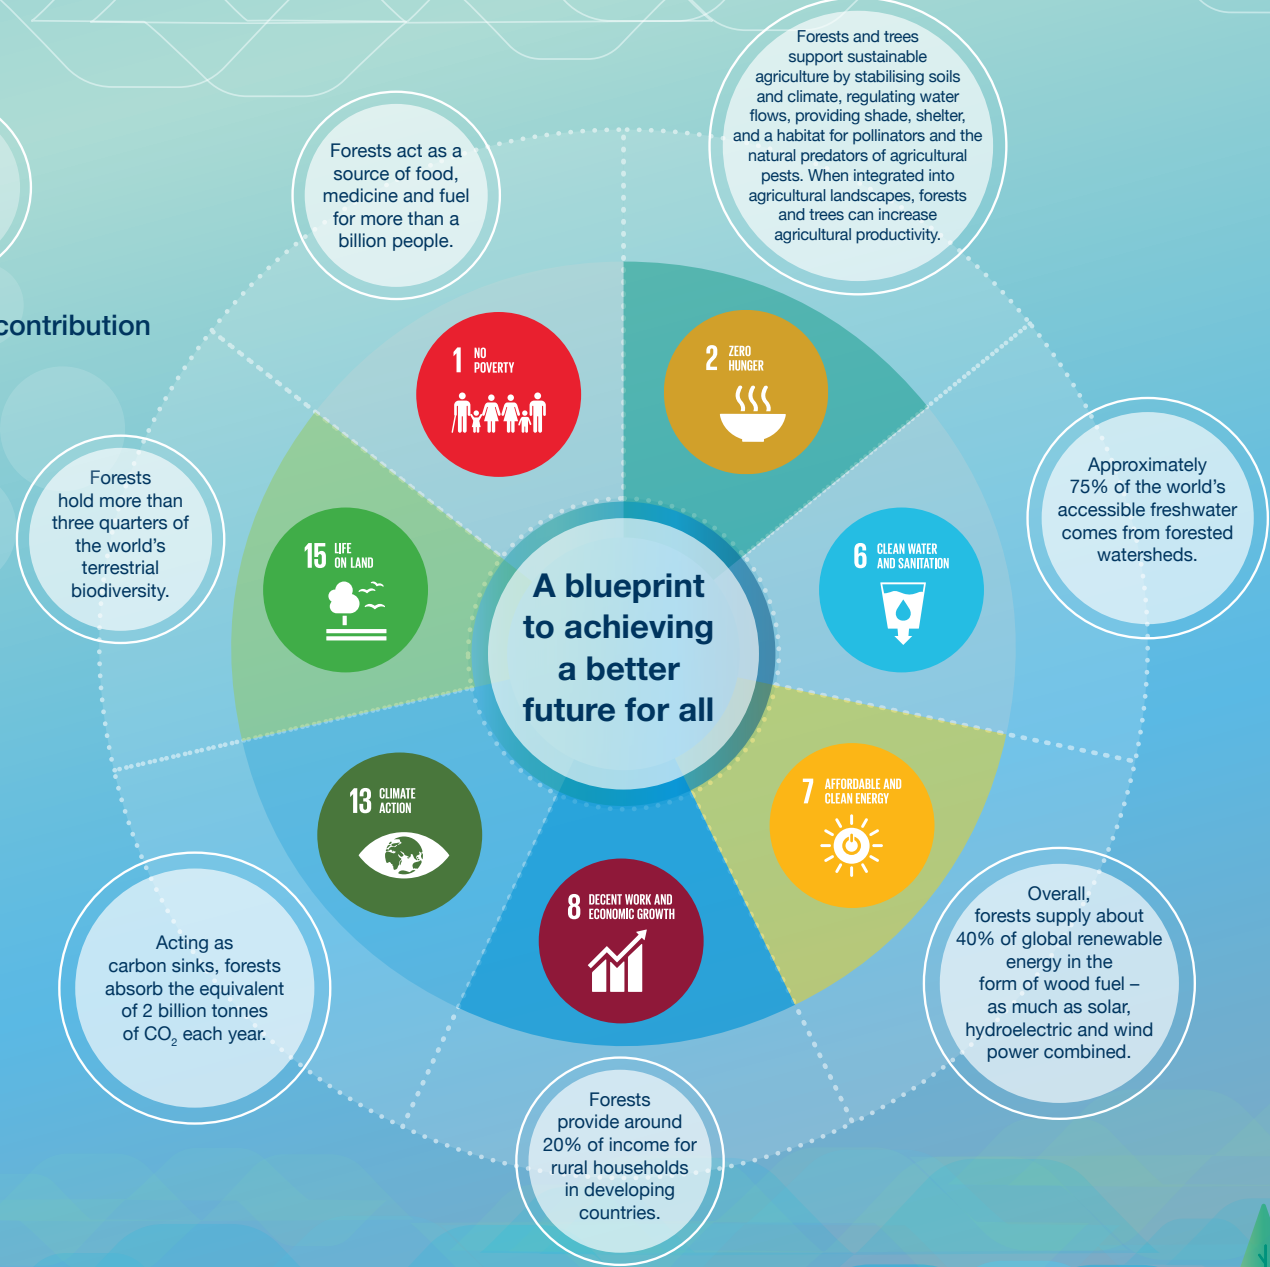 Forests and trees
support sustainable
agriculture by stabilising soils
and climate, regulating water
flows, providing shade, shelter,
and a habitat for pollinators and the
natural predators of agricultural
pests. When integrated into
agricultural landscapes, forests
and trees can increase
agricultural productivity.
Forests act as a
source of food,
medicine and fuel
for more than a
billion people.
contribution
1 NO
POVERTY
2 ZERO
HUNGER
Forests
hold more than
three quarters of
the world's
terrestrial
biodiversity.
15 LIFE
ON LAND
A blueprint
to achieving
a better
future for all
6 CLEAN WATER
AND SANITATION
Approximately
75% of the world's
accessible freshwater
comes from forested
watersheds.
13 CLIMATE
ACTION
7 AFFORDABLE AND
CLEAN ENERGY
8 DECENT WORK AND
ECONOMIC GROWTH
Acting as
carbon sinks, forests
absorb the equivalent
of 2 billion tonnes
of CO₂ each year.
Overall,
forests supply about
40% of global renewable
energy in the
form of wood fuel –
as much as solar,
hydroelectric and wind
power combined.
Forests
provide around
20% of income for
rural households
in developing
countries.